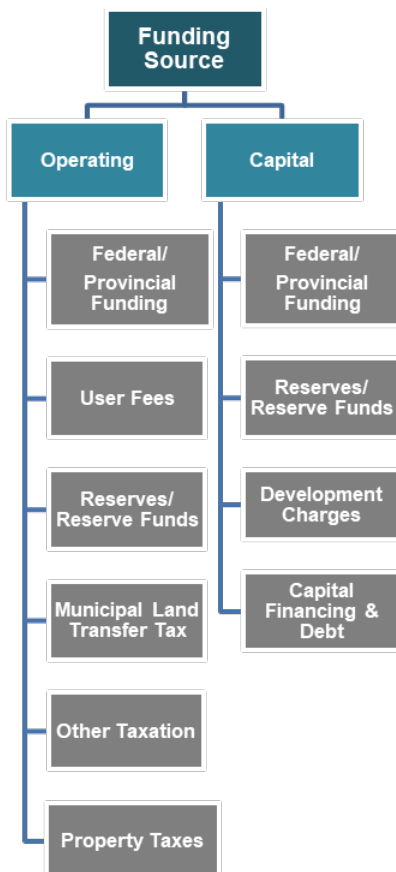 Funding
Source
Operating
Capital
Federal/
Provincial
Funding
User Fees
Reserves/
Reserve Funds
Municipal Land
Transfer Tax
Other Taxation
Property Taxes
Federal/
Provincial
Funding
Reserves/
Reserve Funds
Development
Charges
Capital
Financing &
Debt